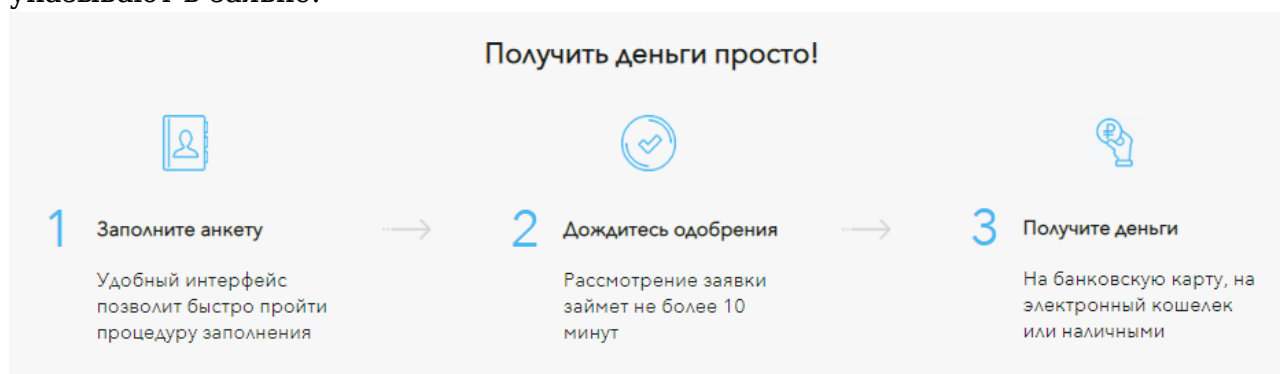 Получить деньги просто!
1 Заполните анкету
Удобный интерфейс
позволит быстро пройти
процедуру заполнения
2 Дождитесь одобрения
Рассмотрение заявки
займет не более 10
минут
3 Получите деньги
На банковскую карту, на
электронный кошелек
или наличными